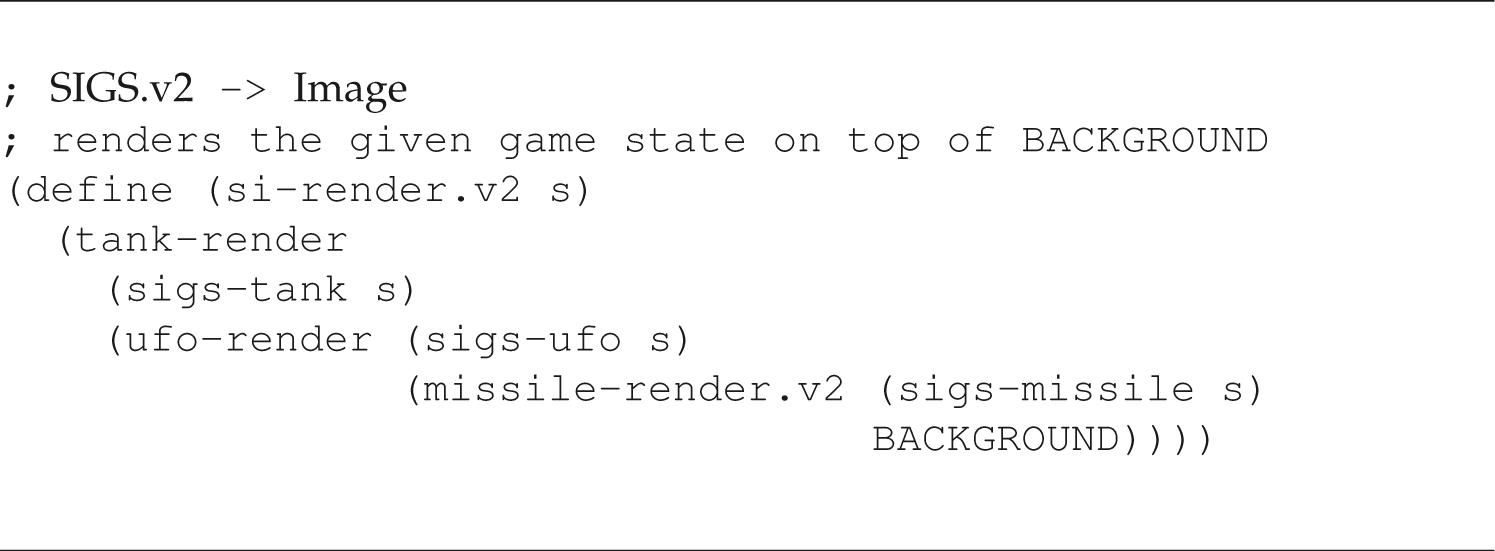 ; SIGS.v2 -> Image
; renders the given game state on top of BACKGROUND
(define (si-render.v2 s)
  (tank-render
    (sigs-tank s)
    (ufo-render (sigs-ufo s)
                (missile-render.v2 (sigs-missile s)
                                   BACKGROUND))))